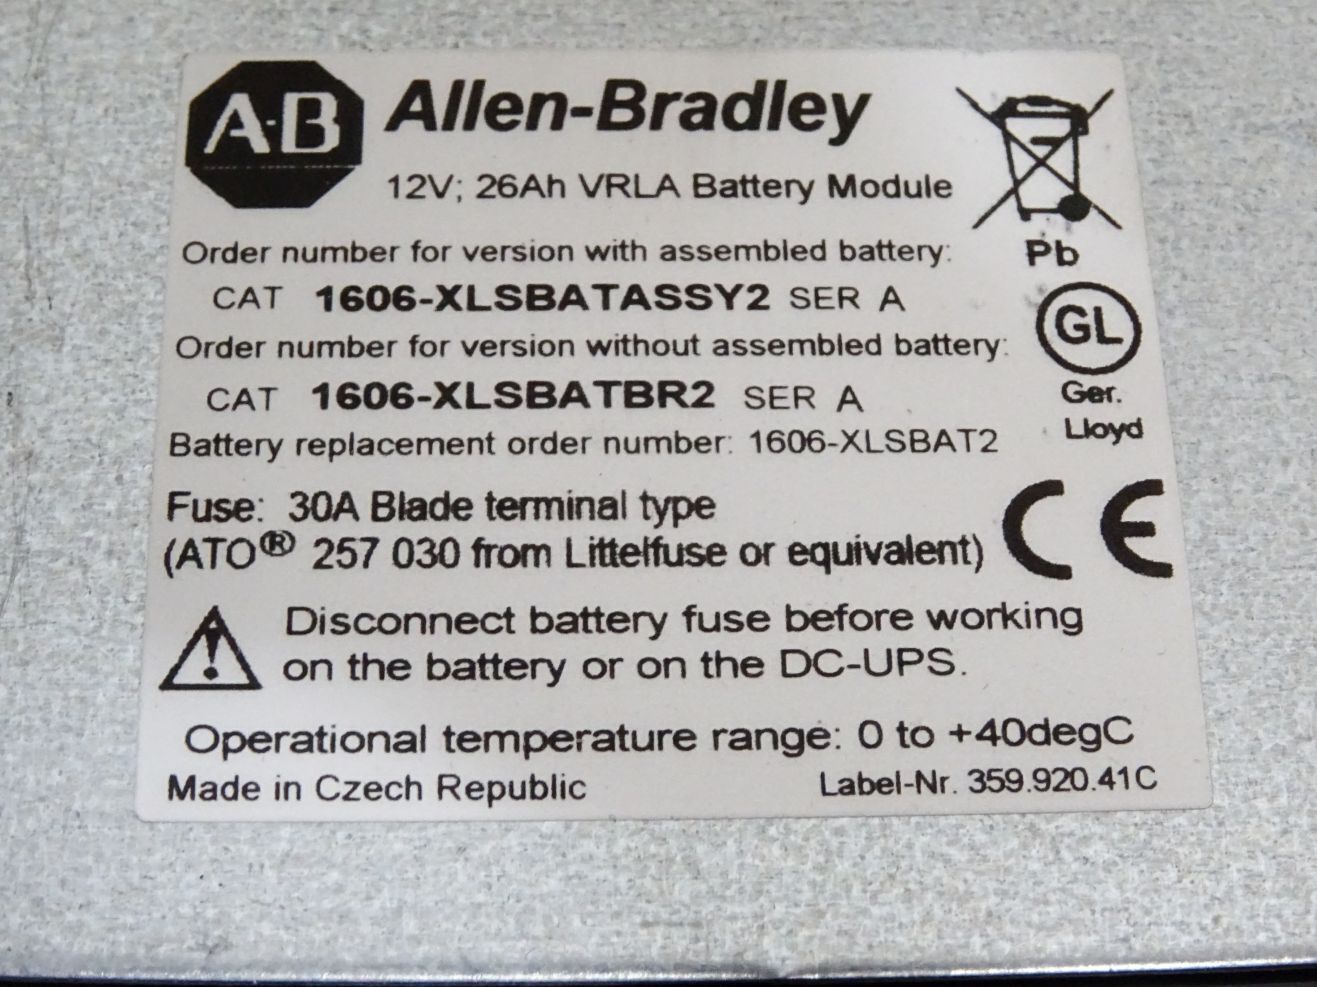 A-B Allen-Bradley
12V; 26Ah VRLA Battery Module
Order number for version with assembled battery:
Pb
CAT 1606-XLSBATASSY2 SER A
GL
Order number for version without assembled battery:
CAT 1606-XLSBATBR2 SER A
Ger.
Lloyd
Battery replacement order number: 1606-XLSBAT2
Fuse: 30A Blade terminal type
(ATO® 257 030 from Littelfuse or equivalent)
CE
Disconnect battery fuse before working
on the battery or on the DC-UPS.
Operational temperature range: 0 to +40degC
Made in Czech Republic
Label-Nr. 359.920.41C